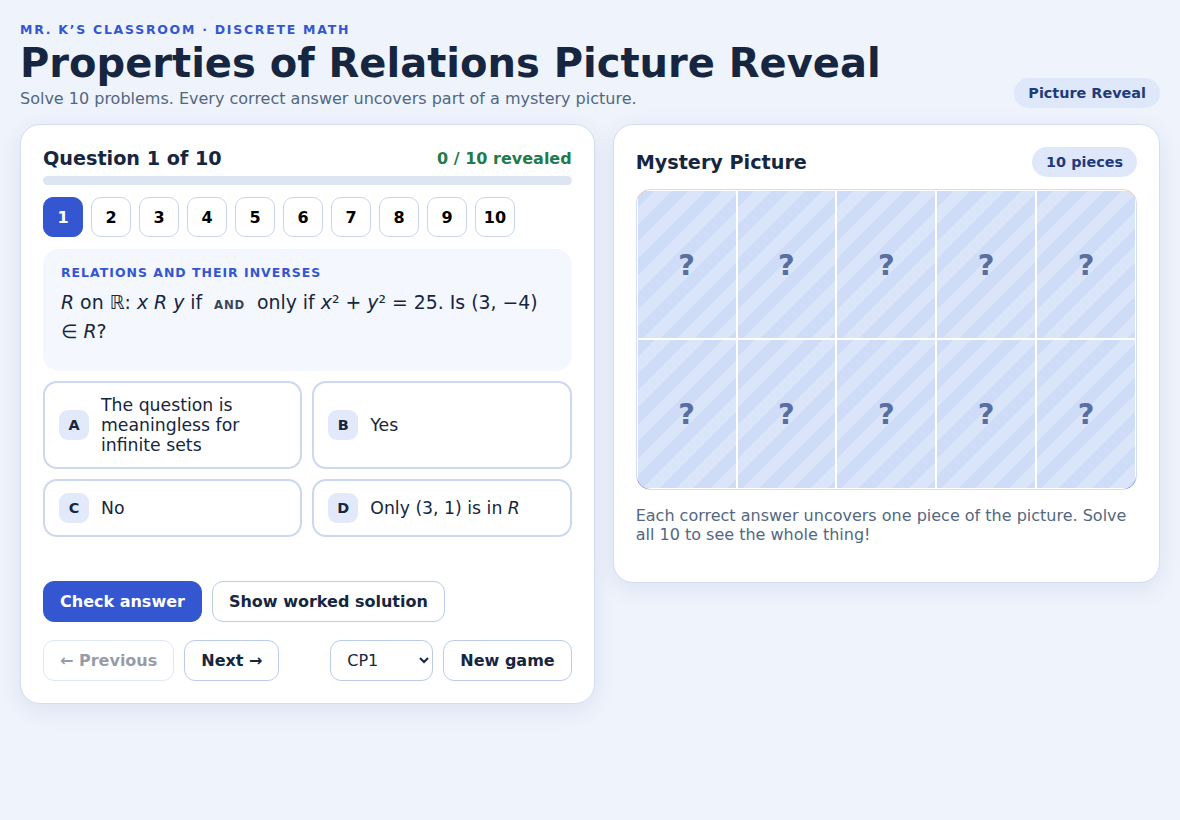 MR. K’S CLASSROOM · DISCRETE MATH
Properties of Relations Picture Reveal
Solve 10 problems. Every correct answer uncovers part of a mystery picture.
Picture Reveal
Question 1 of 10
0 / 10 revealed
1 2 3 4 5 6 7 8 9 10
RELATIONS AND THEIR INVERSES
R on ℝ: x R y if AND only if x² + y² = 25. Is (3, −4)
∈ R?
A The question is
meaningless for
infinite sets
B Yes
C No
D Only (3, 1) is in R
Check answer
Show worked solution
← Previous
Next →
CP1
New game
Mystery Picture
10 pieces
? ? ? ? ?
? ? ? ? ?
Each correct answer uncovers one piece of the picture. Solve
all 10 to see the whole thing!